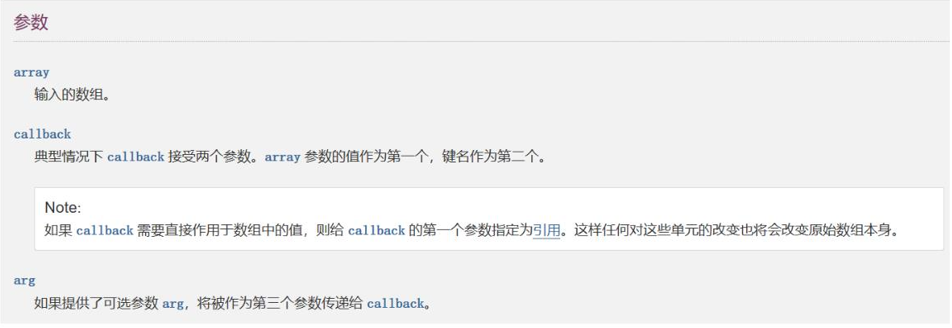 参数
array
输入的数组。
callback
典型情况下 callback 接受两个参数。array 参数的值作为第一个，键名作为第二个。
Note:
如果 callback 需要直接作用于数组中的值，则给 callback 的第一个参数指定为引用。这样任何对这些单元的改变也将会改变原始数组本身。
arg
如果提供了可选参数 arg，将被作为第三个参数传递给 callback。